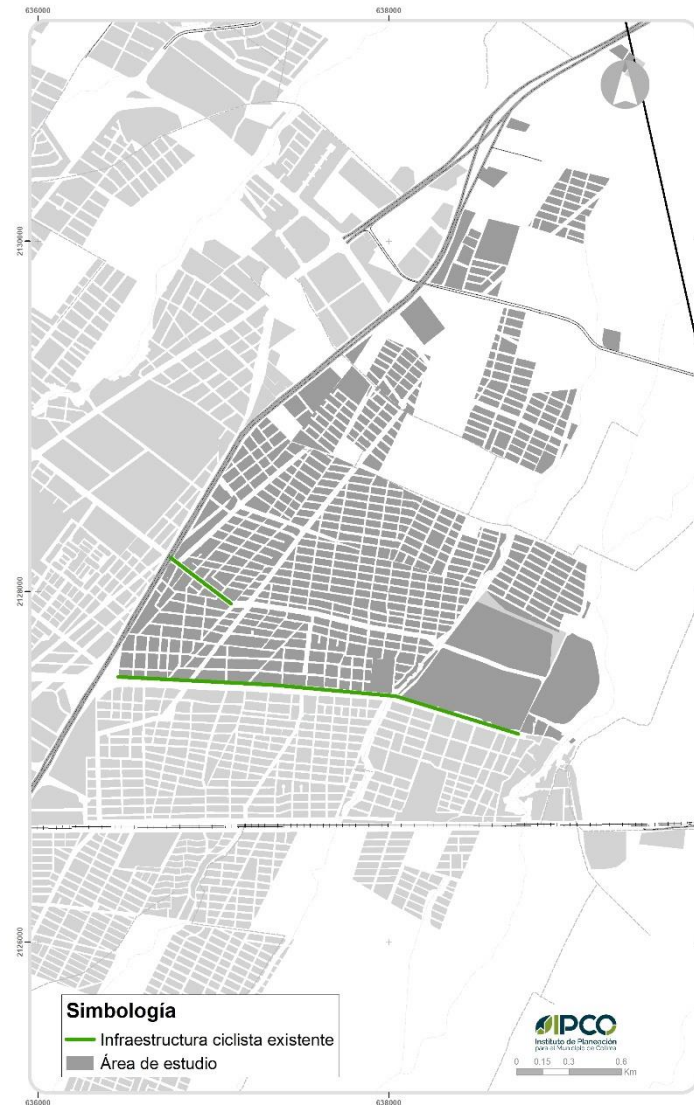 636000
638000
2130000
2128000
2126000
Simbología
Infraestructura ciclista existente
Área de estudio
IPCO
Instituto de Planeación
para el Municipio de Colima
0 0.15 0.3 0.6
Km
636000
638000